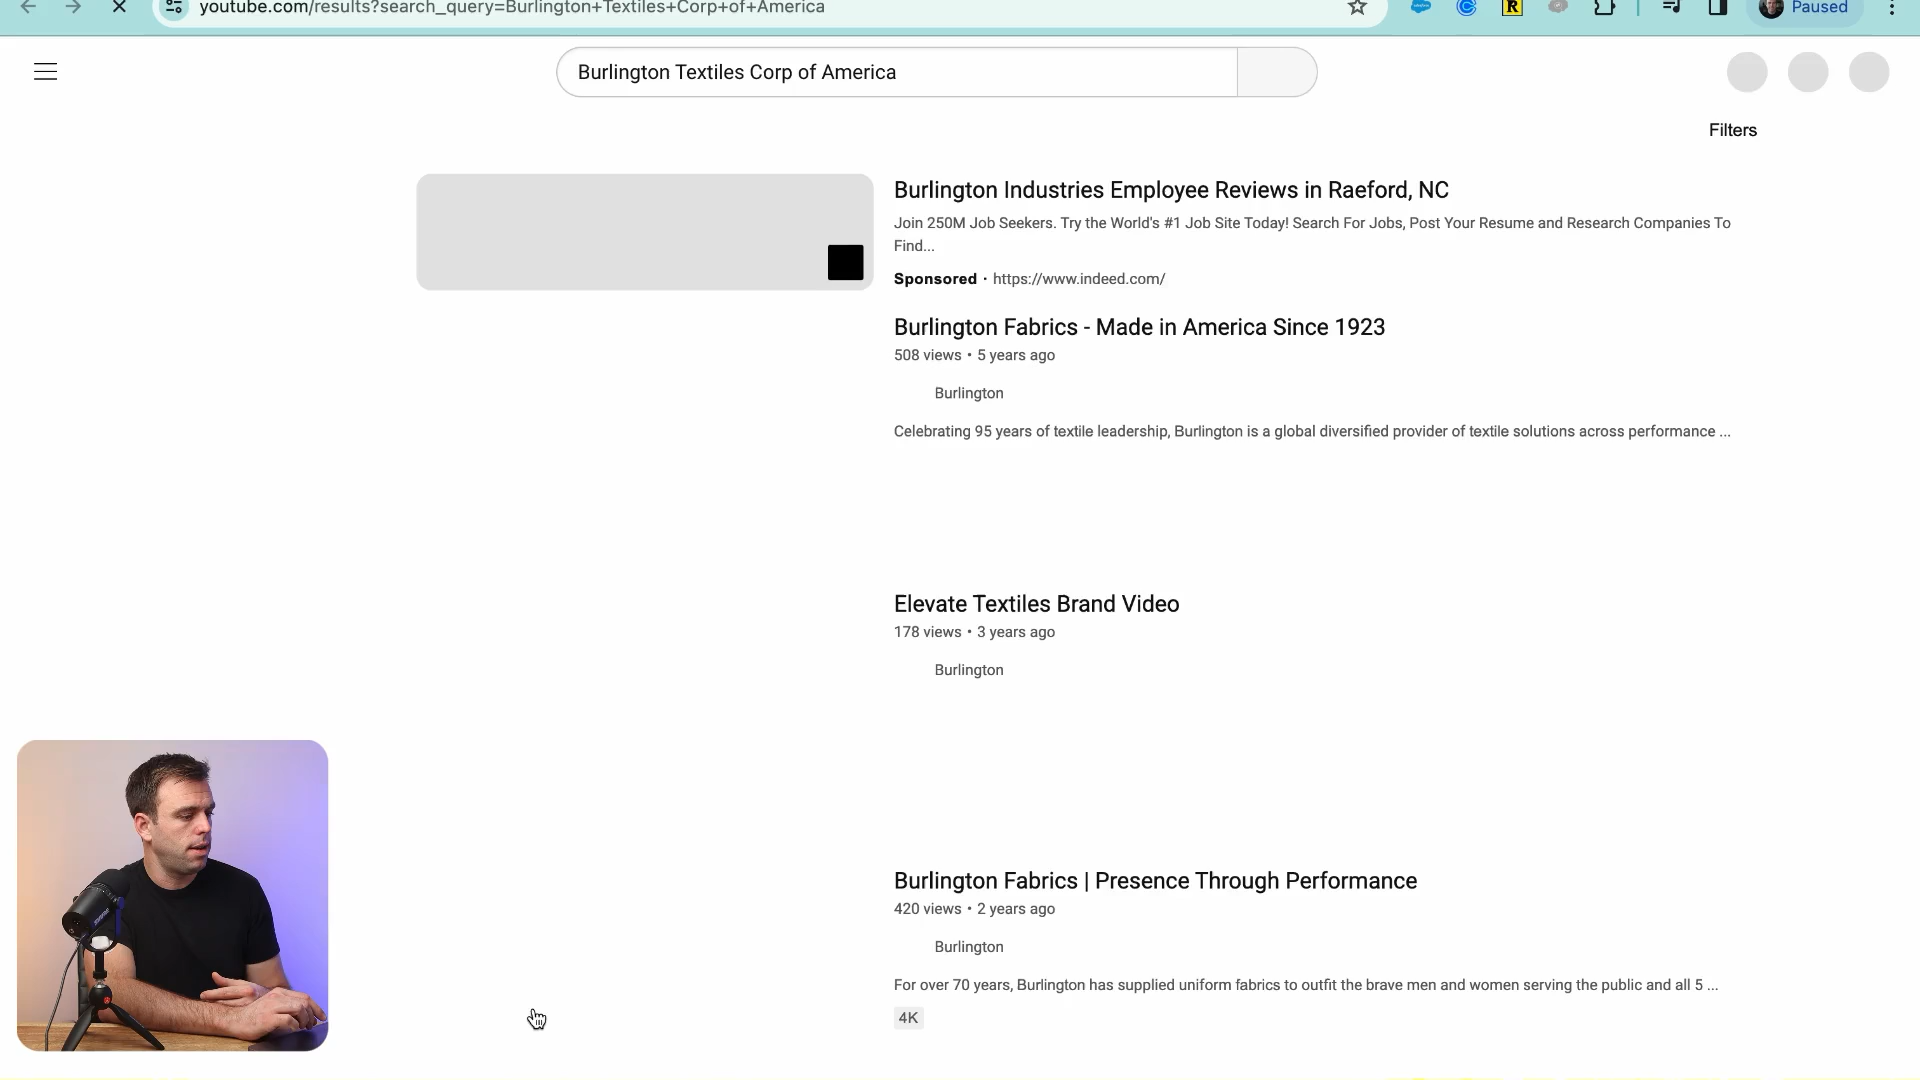 youtube.com/results?search_query=Burlington+Textiles+Corp+of+America
R
Paused
Burlington Textiles Corp of America
Filters
Burlington Industries Employee Reviews in Raeford, NC
Join 250M Job Seekers. Try the World's #1 Job Site Today! Search For Jobs, Post Your Resume and Research Companies To
Find...
Sponsored · https://www.indeed.com/
Burlington Fabrics - Made in America Since 1923
508 views • 5 years ago
Burlington
Celebrating 95 years of textile leadership, Burlington is a global diversified provider of textile solutions across performance ...
Elevate Textiles Brand Video
178 views • 3 years ago
Burlington
Burlington Fabrics | Presence Through Performance
420 views • 2 years ago
Burlington
For over 70 years, Burlington has supplied uniform fabrics to outfit the brave men and women serving the public and all 5 ...
4K